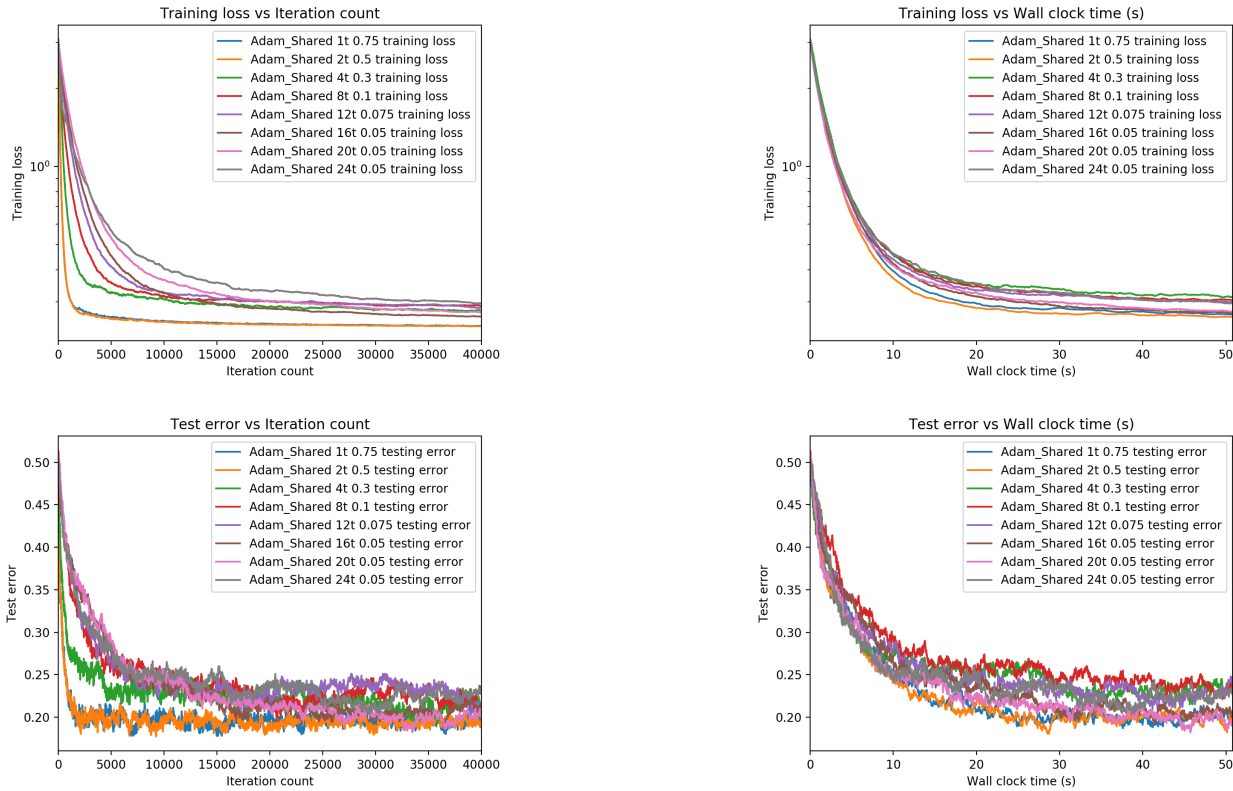 Training loss vs Iteration count
Training loss
10⁰
Adam_Shared 1t 0.75 training loss
Adam_Shared 2t 0.5 training loss
Adam_Shared 4t 0.3 training loss
Adam_Shared 8t 0.1 training loss
Adam_Shared 12t 0.075 training loss
Adam_Shared 16t 0.05 training loss
Adam_Shared 20t 0.05 training loss
Adam_Shared 24t 0.05 training loss
0 5000 10000 15000 20000 25000 30000 35000 40000
Iteration count
Training loss vs Wall clock time (s)
Training loss
10⁰
Adam_Shared 1t 0.75 training loss
Adam_Shared 2t 0.5 training loss
Adam_Shared 4t 0.3 training loss
Adam_Shared 8t 0.1 training loss
Adam_Shared 12t 0.075 training loss
Adam_Shared 16t 0.05 training loss
Adam_Shared 20t 0.05 training loss
Adam_Shared 24t 0.05 training loss
0 10 20 30 40 50
Wall clock time (s)
Test error vs Iteration count
Test error
0.50
0.45
0.40
0.35
0.30
0.25
0.20
Adam_Shared 1t 0.75 testing error
Adam_Shared 2t 0.5 testing error
Adam_Shared 4t 0.3 testing error
Adam_Shared 8t 0.1 testing error
Adam_Shared 12t 0.075 testing error
Adam_Shared 16t 0.05 testing error
Adam_Shared 20t 0.05 testing error
Adam_Shared 24t 0.05 testing error
0 5000 10000 15000 20000 25000 30000 35000 40000
Iteration count
Test error vs Wall clock time (s)
Test error
0.50
0.45
0.40
0.35
0.30
0.25
0.20
Adam_Shared 1t 0.75 testing error
Adam_Shared 2t 0.5 testing error
Adam_Shared 4t 0.3 testing error
Adam_Shared 8t 0.1 testing error
Adam_Shared 12t 0.075 testing error
Adam_Shared 16t 0.05 testing error
Adam_Shared 20t 0.05 testing error
Adam_Shared 24t 0.05 testing error
0 10 20 30 40 50
Wall clock time (s)